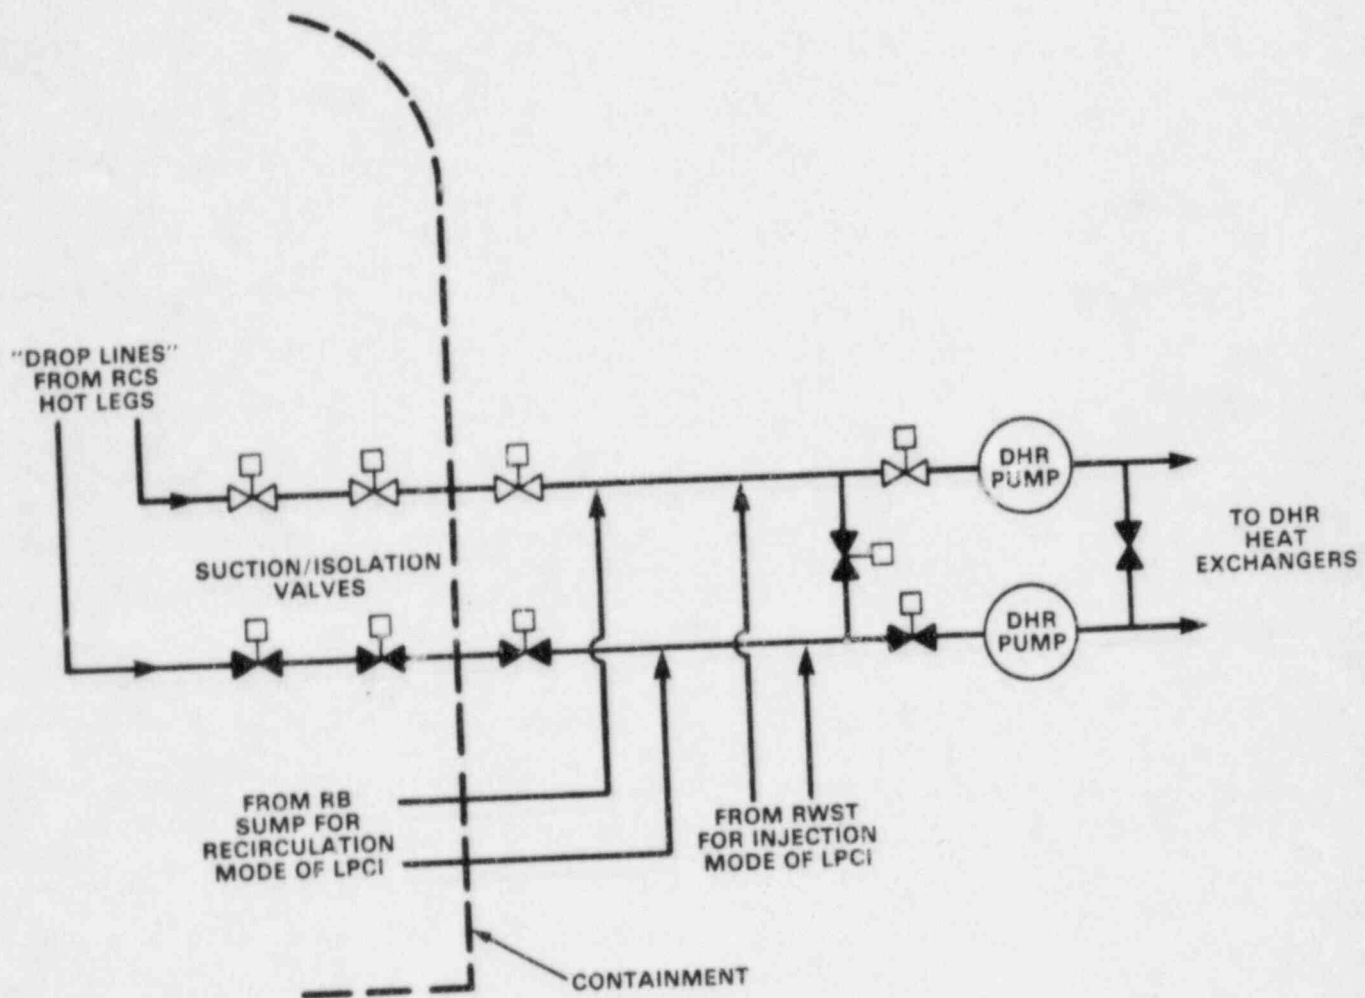 "DROP LINES"
FROM RCS
HOT LEGS
SUCTION/ISOLATION
VALVES
DHR
PUMP
TO DHR
HEAT
EXCHANGERS
DHR
PUMP
FROM RB
SUMP FOR
RECIRCULATION
MODE OF LPCI
FROM RWST
FOR INJECTION
MODE OF LPCI
CONTAINMENT